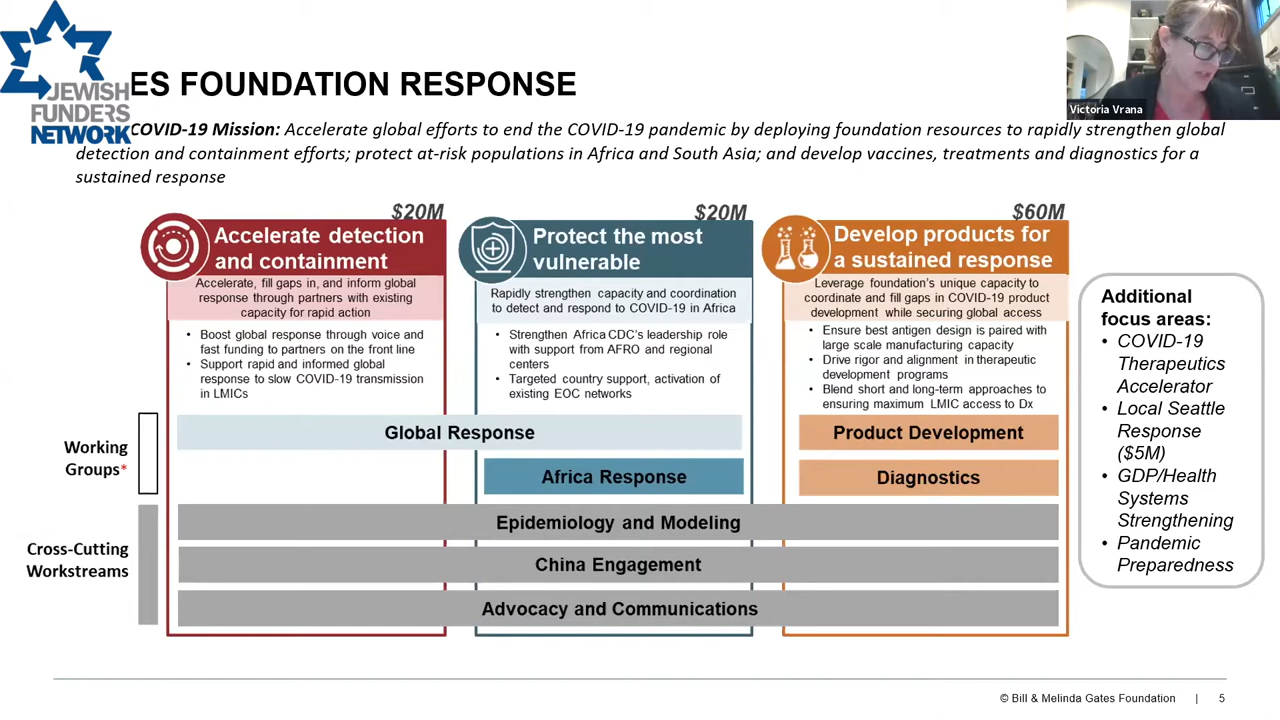 JEWISH
FUNDERS
NETWORK
ES FOUNDATION RESPONSE
Victoria Vrana
COVID-19 Mission: Accelerate global efforts to end the COVID-19 pandemic by deploying foundation resources to rapidly strengthen global
detection and containment efforts; protect at-risk populations in Africa and South Asia; and develop vaccines, treatments and diagnostics for a
sustained response
$20M
Accelerate detection
and containment
Accelerate, fill gaps in, and inform global
response through partners with existing
capacity for rapid action
• Boost global response through voice and
fast funding to partners on the front line
• Support rapid and informed global
response to slow COVID-19 transmission
in LMICs
$20M
Protect the most
vulnerable
Rapidly strengthen capacity and coordination
to detect and respond to COVID-19 in Africa
• Strengthen Africa CDC's leadership role
with support from AFRO and regional
centers
• Targeted country support, activation of
existing EOC networks
$60M
Develop products for
a sustained response
Leverage foundation's unique capacity to
coordinate and fill gaps in COVID-19 product
development while securing global access
• Ensure best antigen design is paired with
large scale manufacturing capacity
• Drive rigor and alignment in therapeutic
development programs
• Blend short and long-term approaches to
ensuring maximum LMIC access to Dx
Working
Groups*
Global Response
Product Development
Africa Response
Diagnostics
Cross-Cutting
Workstreams
Epidemiology and Modeling
China Engagement
Advocacy and Communications
Additional
focus areas:
• COVID-19
Therapeutics
Accelerator
• Local Seattle
Response
($5M)
• GDP/Health
Systems
Strengthening
• Pandemic
Preparedness
© Bill & Melinda Gates Foundation | 5